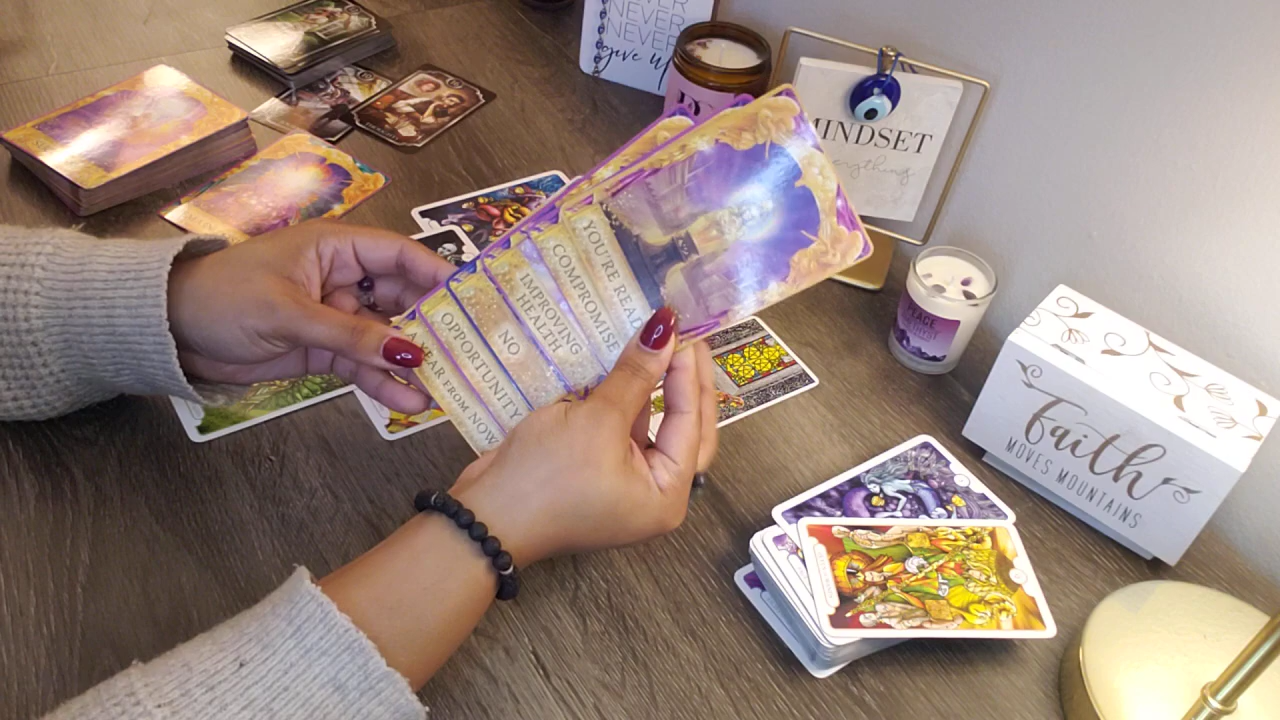 NEVER
NEVER
NEVER
give u
MINDSET
everything
YOU'RE READ
COMPROMISE
IMPROVING
HEALTH
NO
OPPORTUNITY
A YEAR FROM NOW
PEACE
Faith
MOVES MOUNTAINS